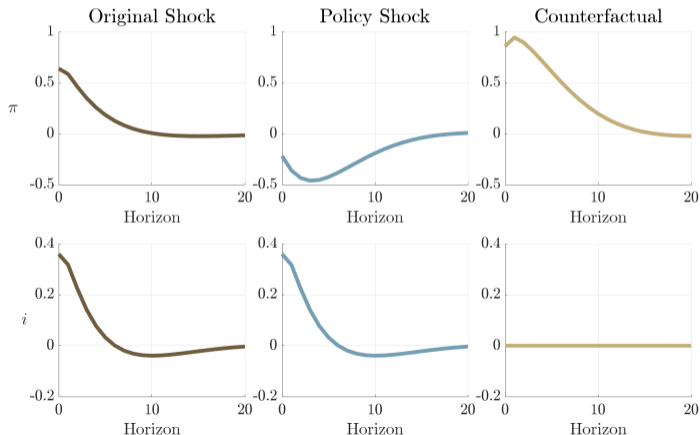 Original Shock Policy Shock Counterfactual
1 1 1
0.5 0.5 0.5
π
0 0 0
-0.5 -0.5 -0.5
0 10 20 0 10 20 0 10 20
Horizon Horizon Horizon
0.4 0.4 0.4
0.2 0.2 0.2
i
0 0 0
-0.2 -0.2 -0.2
0 10 20 0 10 20 0 10 20
Horizon Horizon Horizon